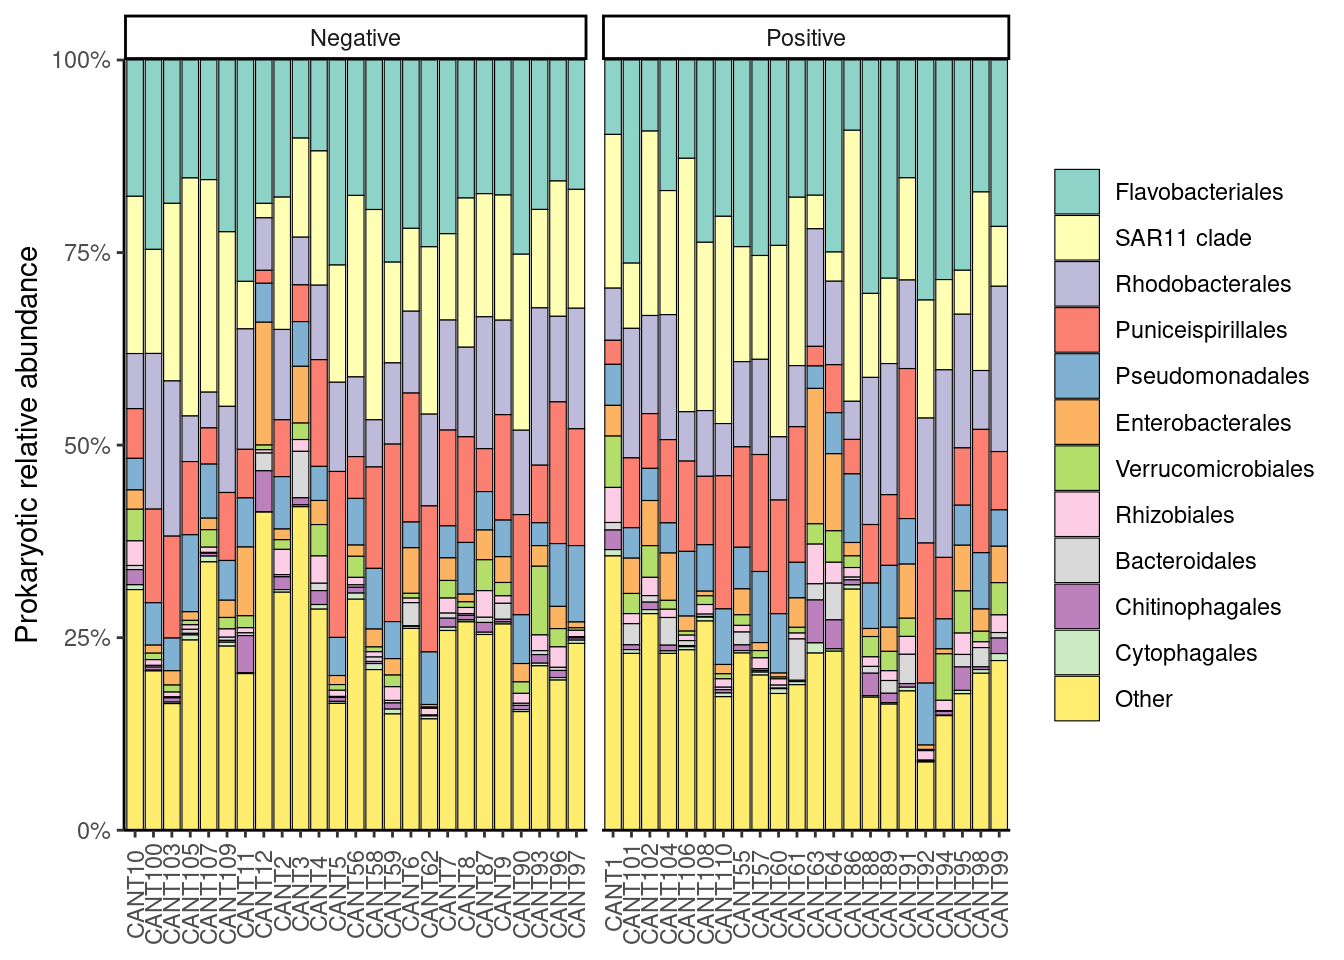 Negative
Positive
Prokaryotic relative abundance
100%
75%
50%
25%
0%
CANT10
CANT100
CANT103
CANT105
CANT107
CANT109
CANT11
CANT12
CANT2
CANT3
CANT4
CANT5
CANT56
CANT58
CANT59
CANT6
CANT62
CANT7
CANT8
CANT87
CANT9
CANT90
CANT93
CANT96
CANT97
CANT1
CANT101
CANT102
CANT104
CANT106
CANT108
CANT110
CANT55
CANT57
CANT60
CANT61
CANT63
CANT64
CANT86
CANT88
CANT89
CANT91
CANT92
CANT94
CANT95
CANT98
CANT99
Flavobacteriales
SAR11 clade
Rhodobacterales
Puniceispirillales
Pseudomonadales
Enterobacterales
Verrucomicrobiales
Rhizobiales
Bacteroidales
Chitinophagales
Cytophagales
Other